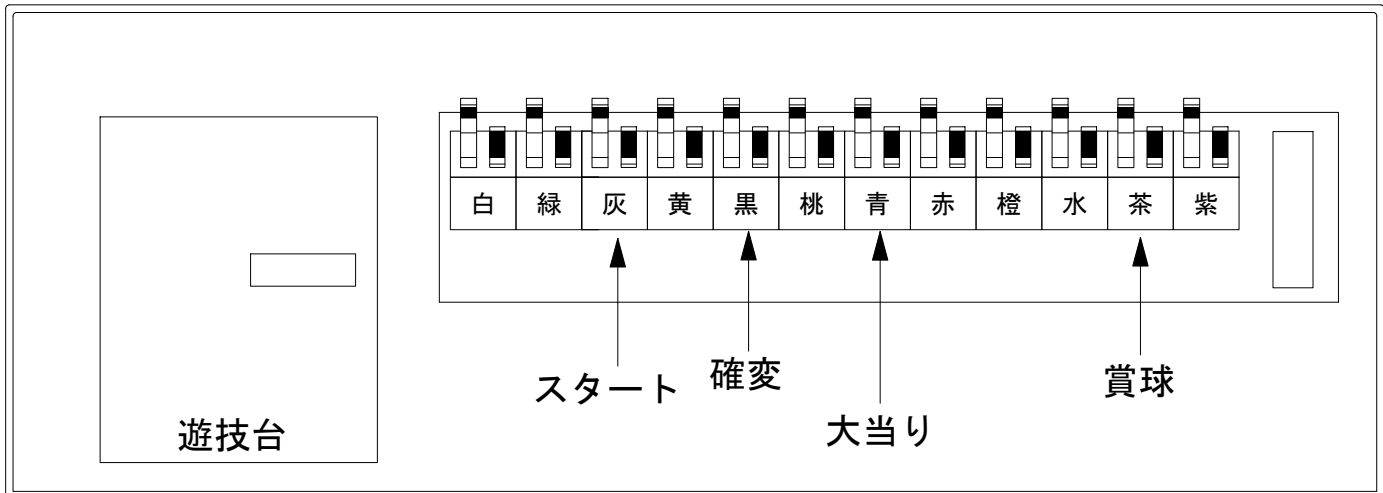 白 緑 灰 黄 黒 桃 青 赤 橙 水 茶 紫
スタート
確変
大当り
賞球
遊技台